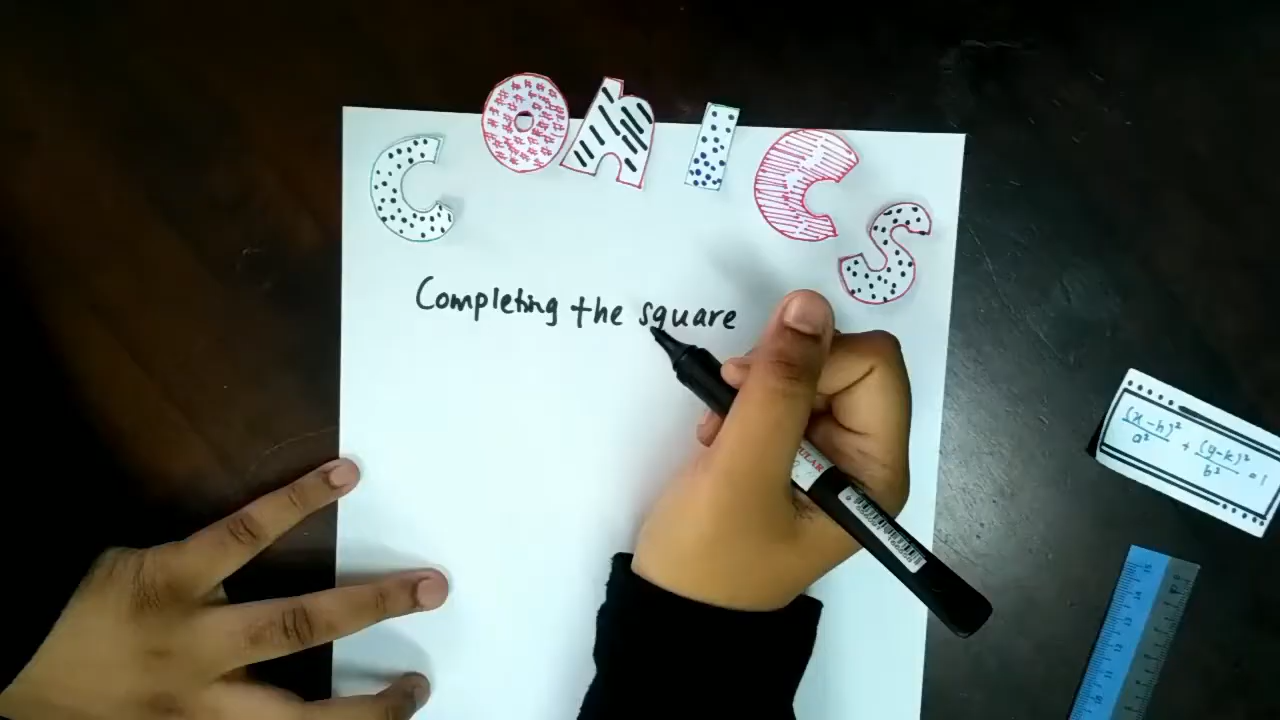 conics
Completing the square
(x-h)²/a² + (y-k)²/b² = 1